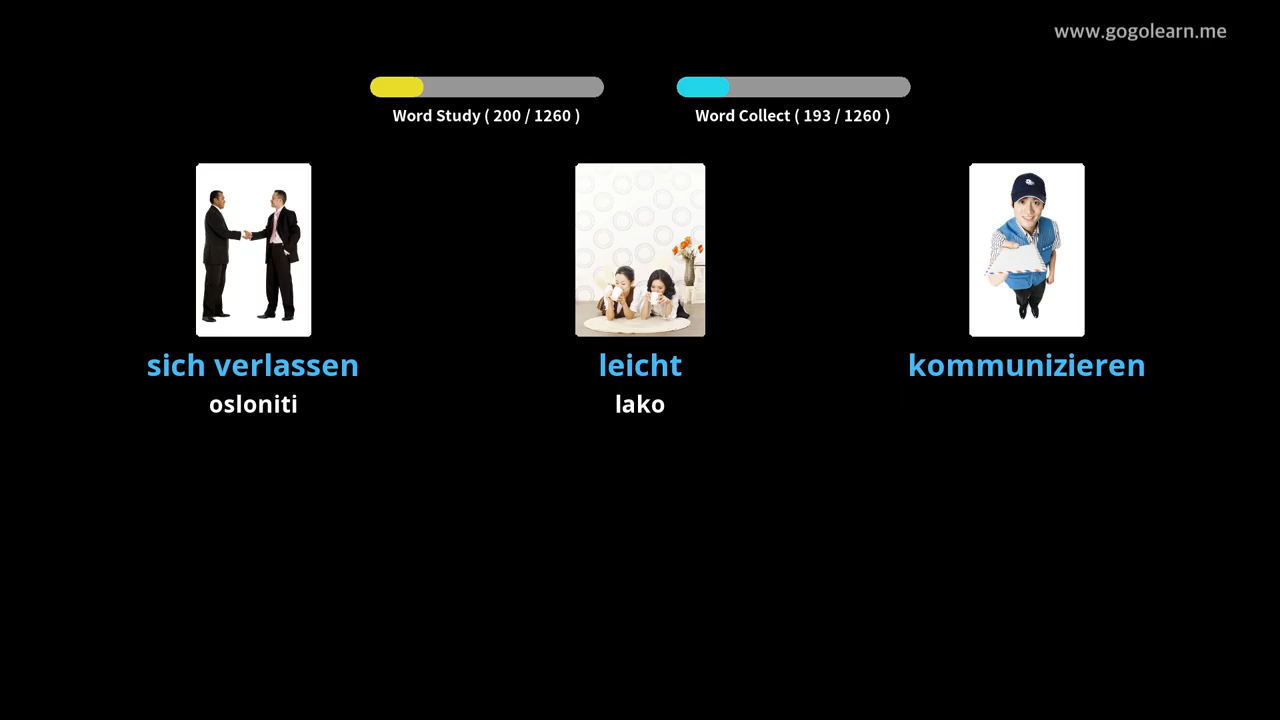 www.gogolearn.me
Word Study ( 200 / 1260 )
Word Collect ( 193 / 1260 )
sich verlassen
osloniti
leicht
lako
kommunizieren